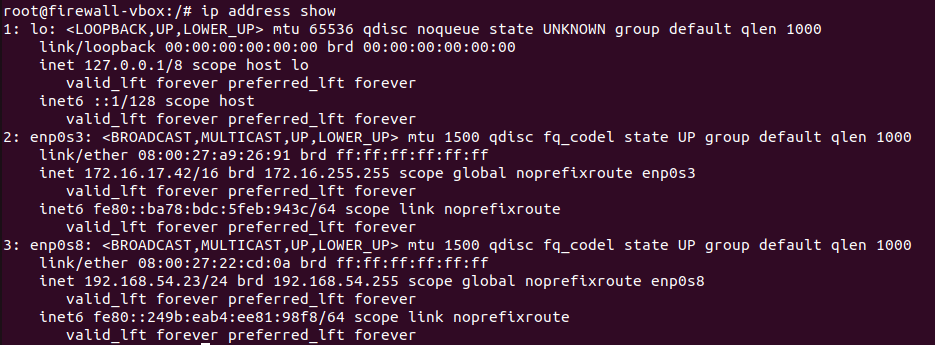 root@firewall-vbox:/# ip address show
1: lo: <LOOPBACK,UP,LOWER_UP> mtu 65536 qdisc noqueue state UNKNOWN group default qlen 1000
    link/loopback 00:00:00:00:00:00 brd 00:00:00:00:00:00
    inet 127.0.0.1/8 scope host lo
       valid_lft forever preferred_lft forever
    inet6 ::1/128 scope host
       valid_lft forever preferred_lft forever
2: enp0s3: <BROADCAST,MULTICAST,UP,LOWER_UP> mtu 1500 qdisc fq_codel state UP group default qlen 1000
    link/ether 08:00:27:a9:26:91 brd ff:ff:ff:ff:ff:ff
    inet 172.16.17.42/16 brd 172.16.255.255 scope global noprefixroute enp0s3
       valid_lft forever preferred_lft forever
    inet6 fe80::ba78:bdc:5feb:943c/64 scope link noprefixroute
       valid_lft forever preferred_lft forever
3: enp0s8: <BROADCAST,MULTICAST,UP,LOWER_UP> mtu 1500 qdisc fq_codel state UP group default qlen 1000
    link/ether 08:00:27:22:cd:0a brd ff:ff:ff:ff:ff:ff
    inet 192.168.54.23/24 brd 192.168.54.255 scope global noprefixroute enp0s8
       valid_lft forever preferred_lft forever
    inet6 fe80::249b:eab4:ee81:98f8/64 scope link noprefixroute
       valid_lft forever preferred_lft forever